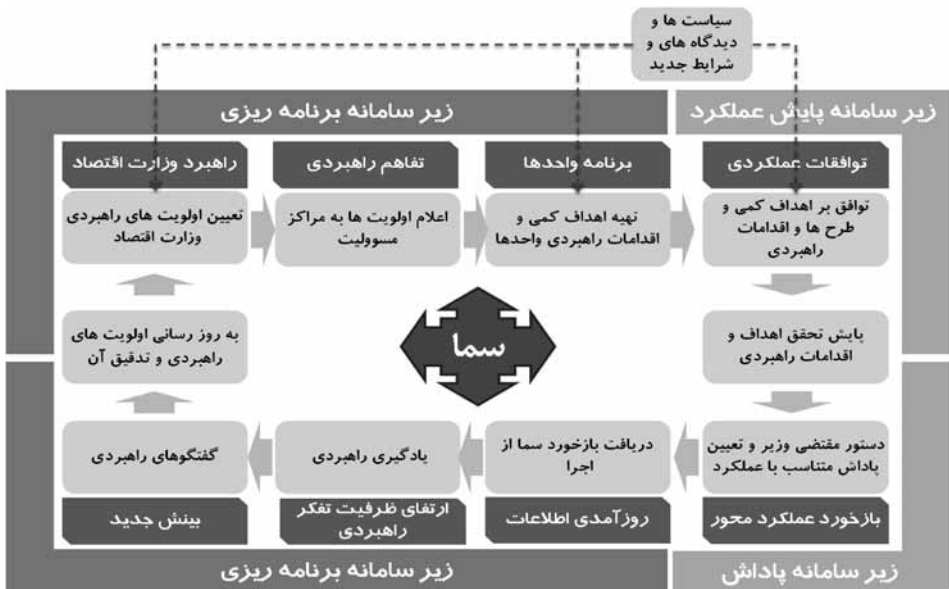 سیاست ها و
دیدگاه های و
شرایط جدید
زیر سامانه پایش عملکرد
زیر سامانه برنامه ریزی
توافقات عملکردی
برنامه واحدها
تفاهم راهبردی
راهبرد وزارت اقتصاد
توافق بر اهداف کمی و
طرح ها و اقدامات
راهبردی
تهیه اهداف کمی و
اقدامات راهبردی واحدها
اعلام اولویت ها به مراکز
مسوولیت
تعیین اولویت های راهبردی
وزارت اقتصاد
سما
پایش تحقق اهداف و
اقدامات راهبردی
به روز رسانی اولویت های
راهبردی و تدقیق آن
دستور مقتضی وزیر و تعیین
پاداش متناسب با عملکرد
دریافت بازخورد سما از
اجرا
یادگیری راهبردی
گفتگوهای راهبردی
بازخورد عملکرد محور
روزآمدی اطلاعات
ارتفای ظرفیت تفکر
راهبردی
بینش جدید
زیر سامانه پاداش
زیر سامانه برنامه ریزی